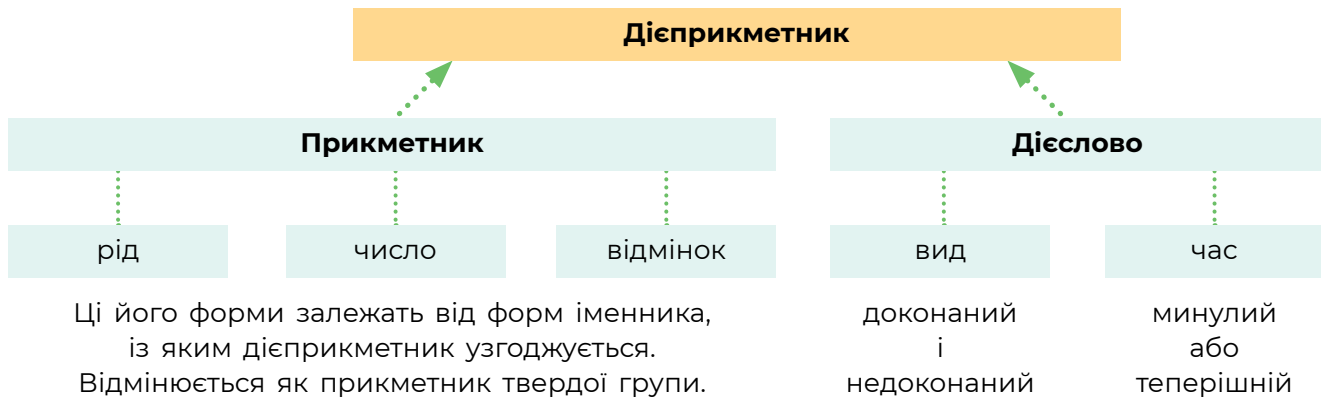 Дієприкметник
Прикметник
Дієслово
рід
число
відмінок
вид
час
Ці його форми залежать від форм іменника,
із яким дієприкметник узгоджується.
Відмінюється як прикметник твердої групи.
доконаний
і
недоконаний
минулий
або
теперішній